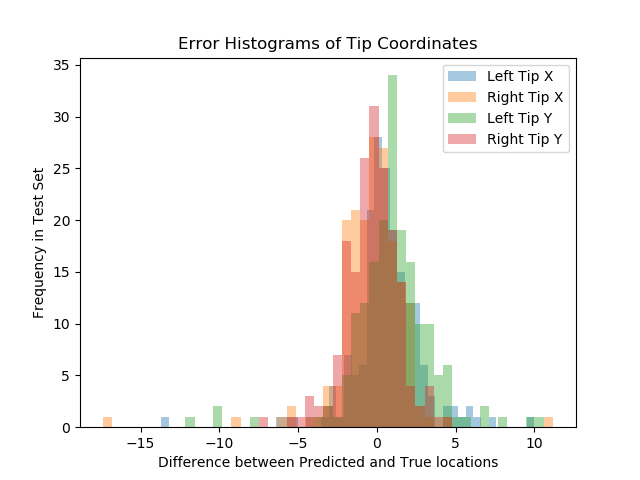 Error Histograms of Tip Coordinates
Left Tip X
Right Tip X
Left Tip Y
Right Tip Y
Frequency in Test Set
35
30
25
20
15
10
5
0
−15 −10 −5 0 5 10
Difference between Predicted and True locations